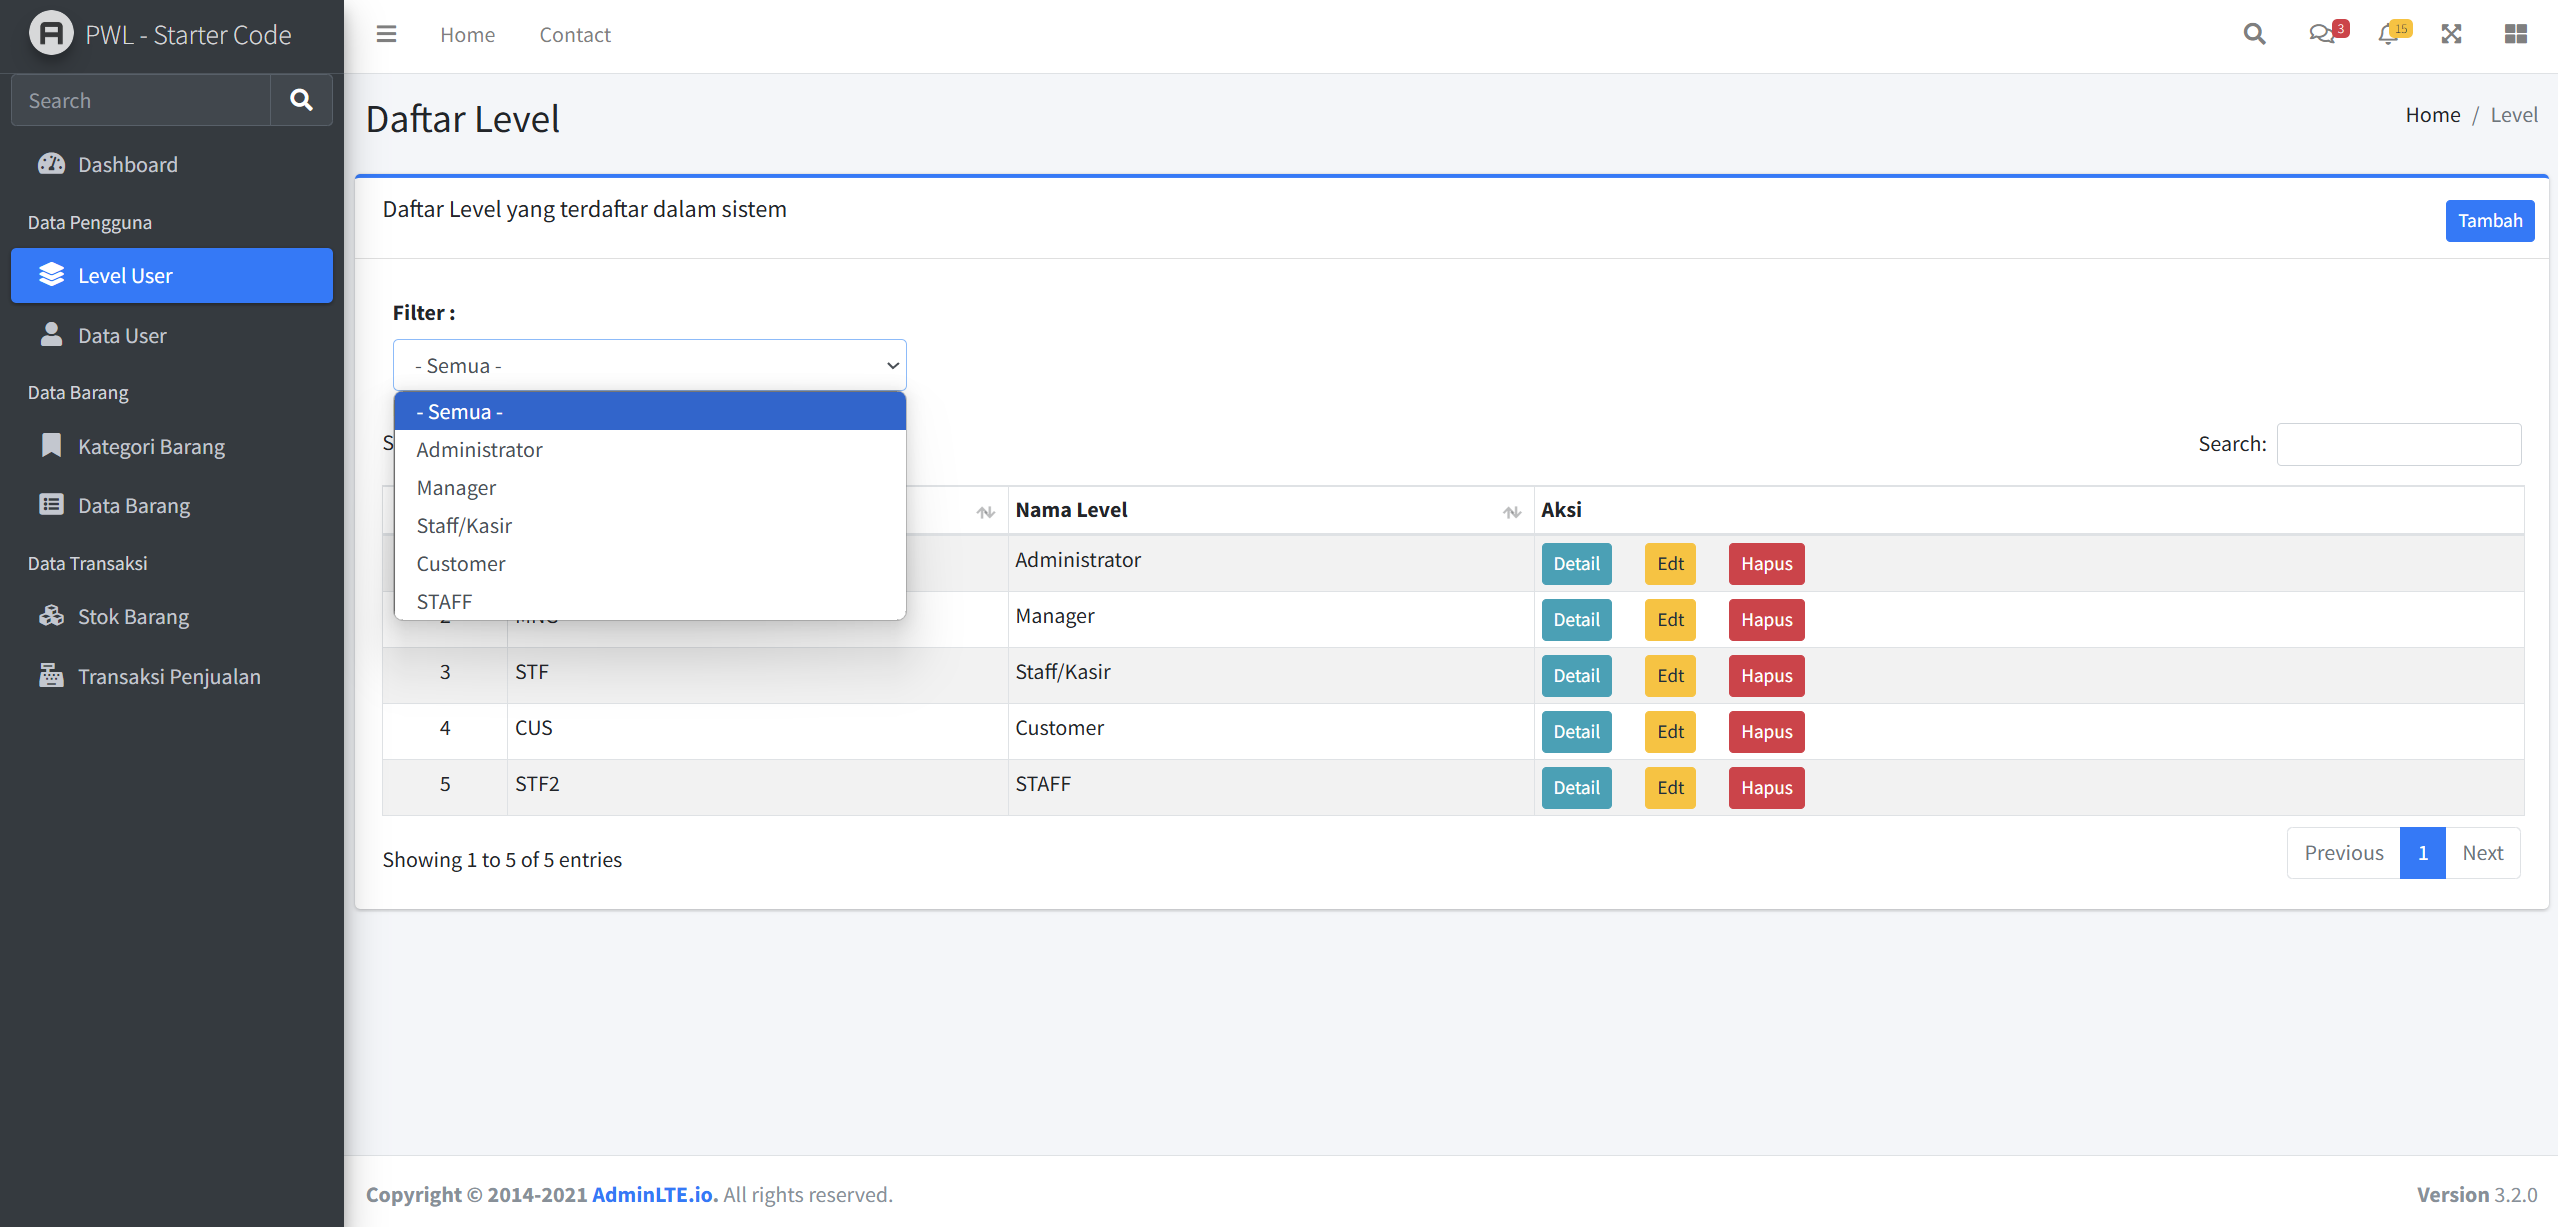 PWL - Starter Code
Home
Contact
3
15
Search
Dashboard
Data Pengguna
Level User
Data User
Data Barang
Kategori Barang
Data Barang
Data Transaksi
Stok Barang
Transaksi Penjualan
Daftar Level
Home / Level
Daftar Level yang terdaftar dalam sistem
Tambah
Filter :
- Semua -
- Semua -
Administrator
Manager
Staff/Kasir
Customer
STAFF
Search:
Nama Level Aksi
Administrator Detail Edt Hapus
Manager Detail Edt Hapus
3 STF Staff/Kasir Detail Edt Hapus
4 CUS Customer Detail Edt Hapus
5 STF2 STAFF Detail Edt Hapus
Showing 1 to 5 of 5 entries
Previous 1 Next
Copyright © 2014-2021 AdminLTE.io. All rights reserved.
Version 3.2.0